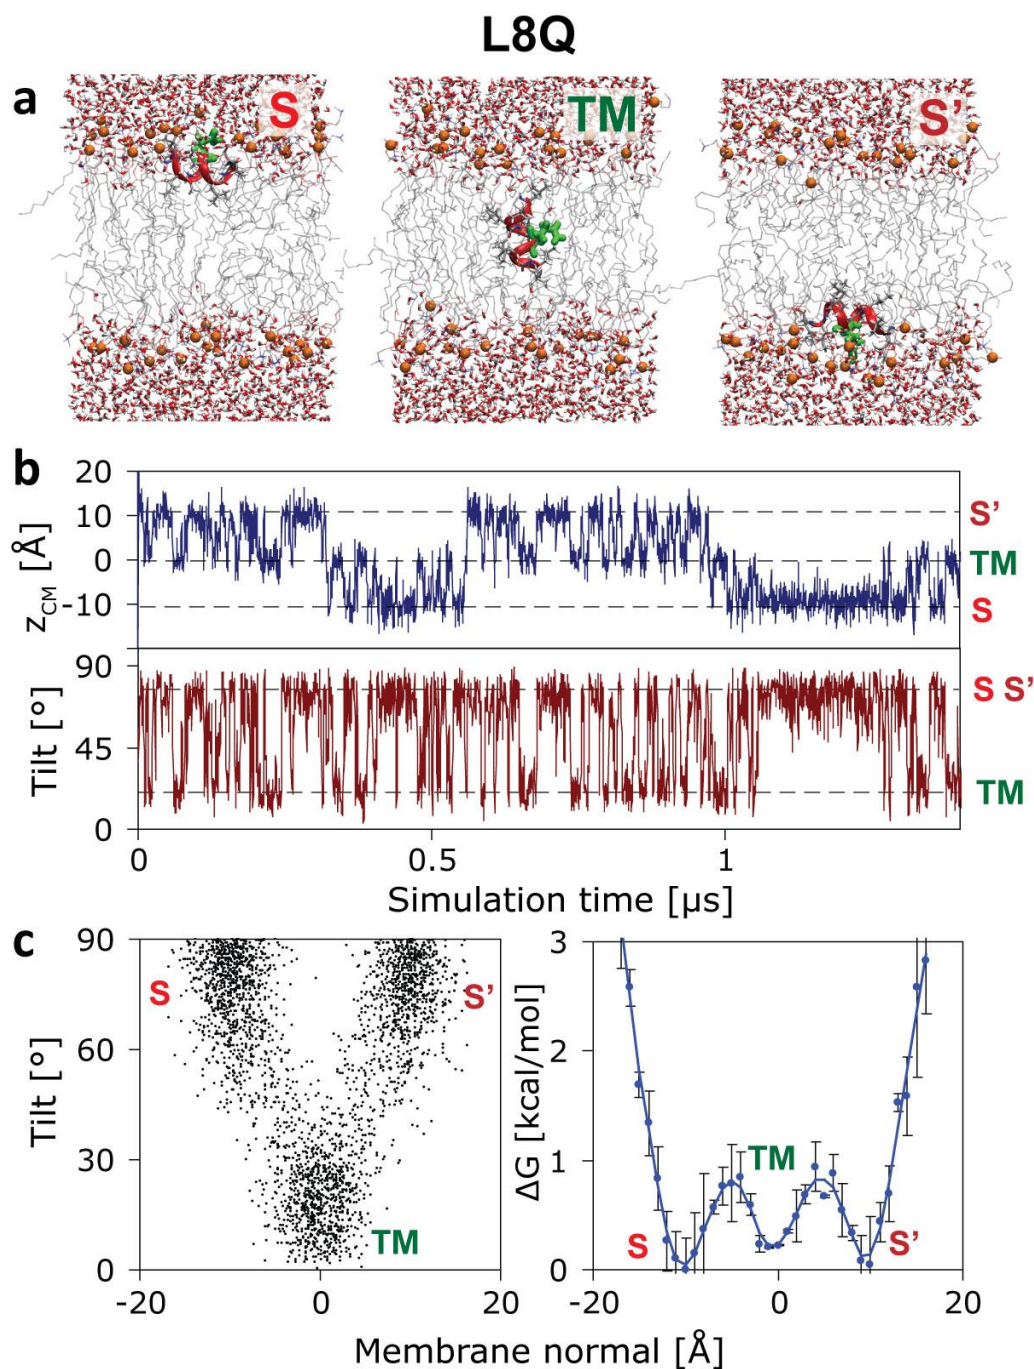 L8Q
a
S
TM
S'
b
20
10
0
-10
z_CM [Å]
S'
TM
S
90
45
0
Tilt [°]
S S'
TM
0
0.5
1
Simulation time [µs]
c
90
60
30
0
Tilt [°]
S
S'
TM
-20
0
20
3
2
1
0
ΔG [kcal/mol]
TM
S
S'
-20
0
20
Membrane normal [Å]